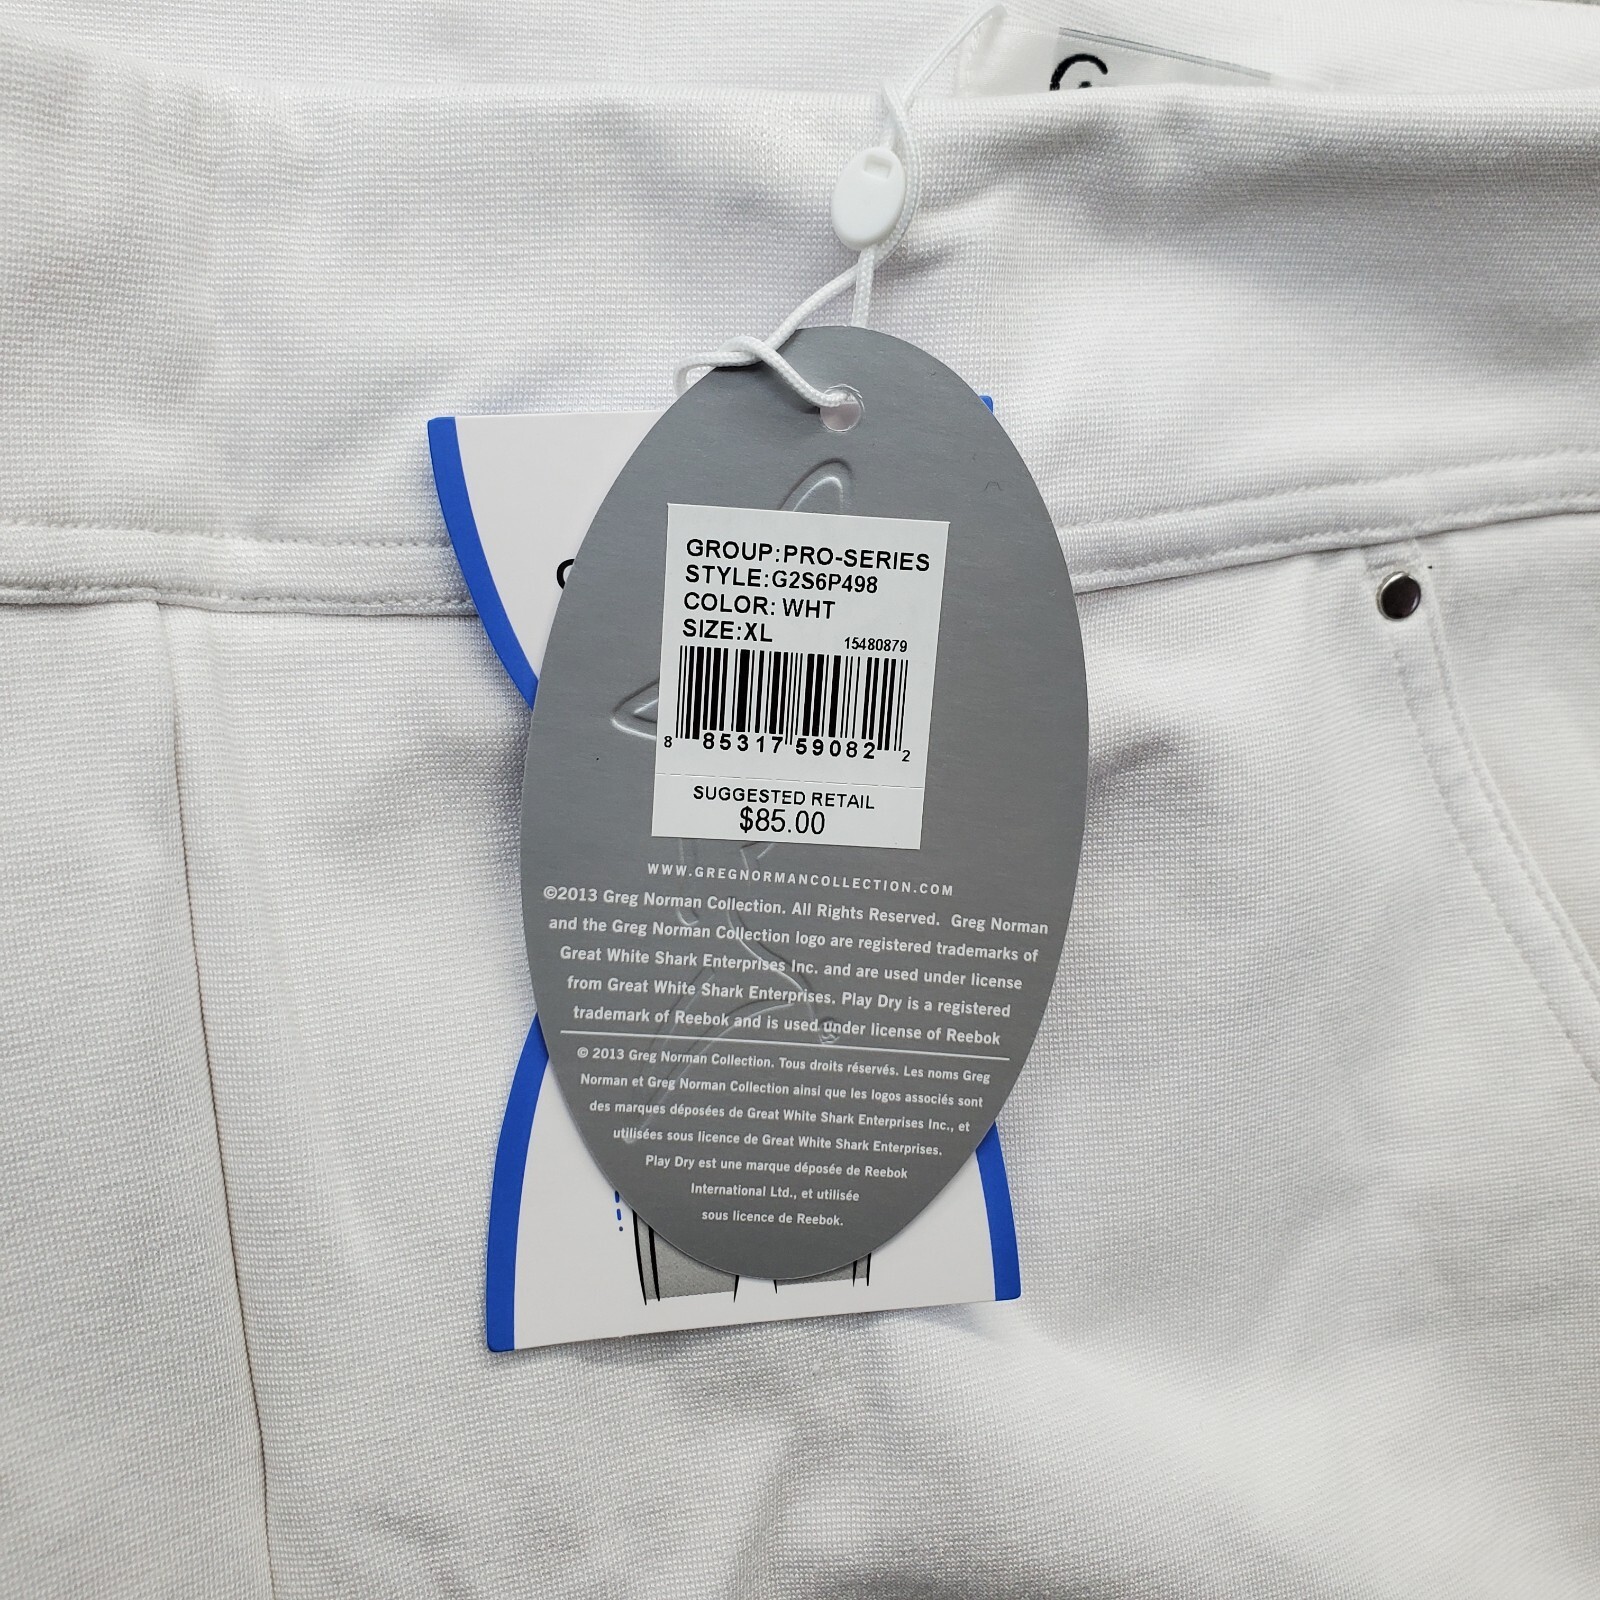 GROUP:PRO-SERIES
STYLE:G2S6P498
COLOR: WHT
SIZE:XL
15480879
8 85317 59082 2
SUGGESTED RETAIL
$85.00
WWW.GREGNORMANCOLLECTION.COM
©2013 Greg Norman Collection. All Rights Reserved. Greg Norman
and the Greg Norman Collection logo are registered trademarks of
Great White Shark Enterprises Inc. and are used under license
from Great White Shark Enterprises. Play Dry is a registered
trademark of Reebok and is used under license of Reebok
© 2013 Greg Norman Collection. Tous droits réservés. Les noms Greg
Norman et Greg Norman Collection ainsi que les logos associés sont
des marques déposées de Great White Shark Enterprises Inc., et
utilisées sous licence de Great White Shark Enterprises.
Play Dry est une marque déposée de Reebok
International Ltd., et utilisée
sous licence de Reebok.